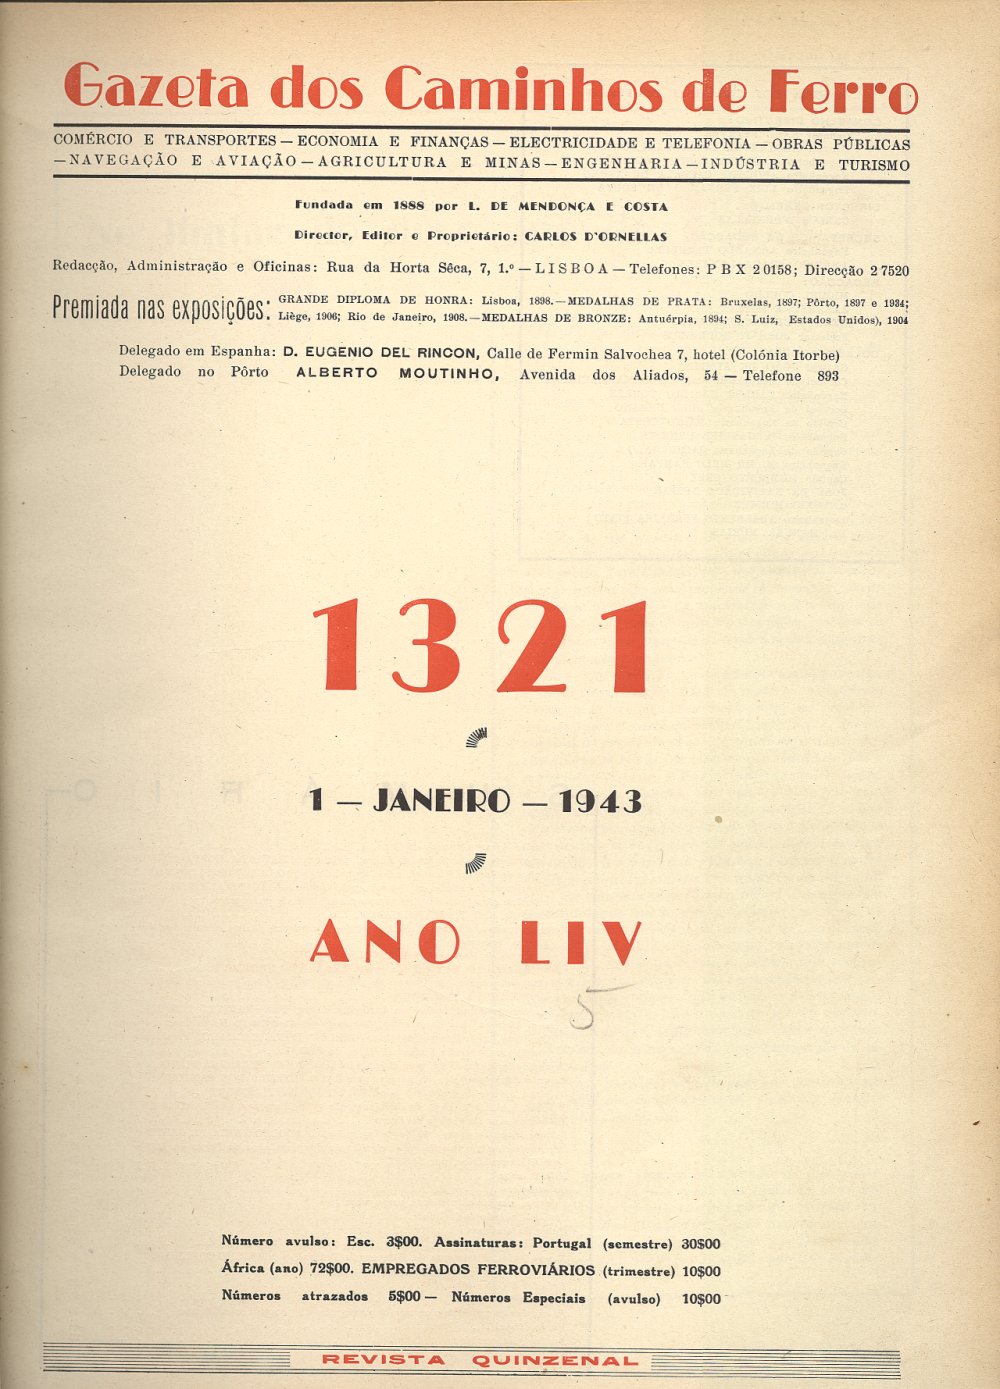 Gazeta dos Caminhos de Ferro
COMÉRCIO E TRANSPORTES — ECONOMIA E FINANÇAS — ELECTRICIDADE E TELEFONIA — OBRAS PÚBLICAS
— NAVEGAÇÃO E AVIAÇÃO — AGRICULTURA E MINAS — ENGENHARIA — INDÚSTRIA E TURISMO
Fundada em 1888 por L. DE MENDONÇA E COSTA
Director, Editor e Proprietário: CARLOS D'ORNELLAS
Redacção, Administração e Oficinas: Rua da Horta Sêca, 7, 1.º — LISBOA — Telefones: PBX 20158; Direcção 27520
Premiada nas exposições: GRANDE DIPLOMA DE HONRA: Lisboa, 1898. — MEDALHAS DE PRATA: Bruxelas, 1897; Pôrto, 1897 e 1934;
Liège, 1906; Rio de Janeiro, 1908. — MEDALHAS DE BRONZE: Antuérpia, 1894; S. Luiz, Estados Unidos), 1904
Delegado em Espanha: D. EUGENIO DEL RINCON, Calle de Fermin Salvochea 7, hotel (Colónia Itorbe)
Delegado no Pôrto ALBERTO MOUTINHO, Avenida dos Aliados, 54 — Telefone 893
1321
1 — JANEIRO — 1943
ANO LIV
5
Número avulso: Esc. 3$00. Assinaturas: Portugal (semestre) 30$00
África (ano) 72$00. EMPREGADOS FERROVIÁRIOS (trimestre) 10$00
Números atrazados 5$00 — Números Especiais (avulso) 10$00
REVISTA QUINZENAL